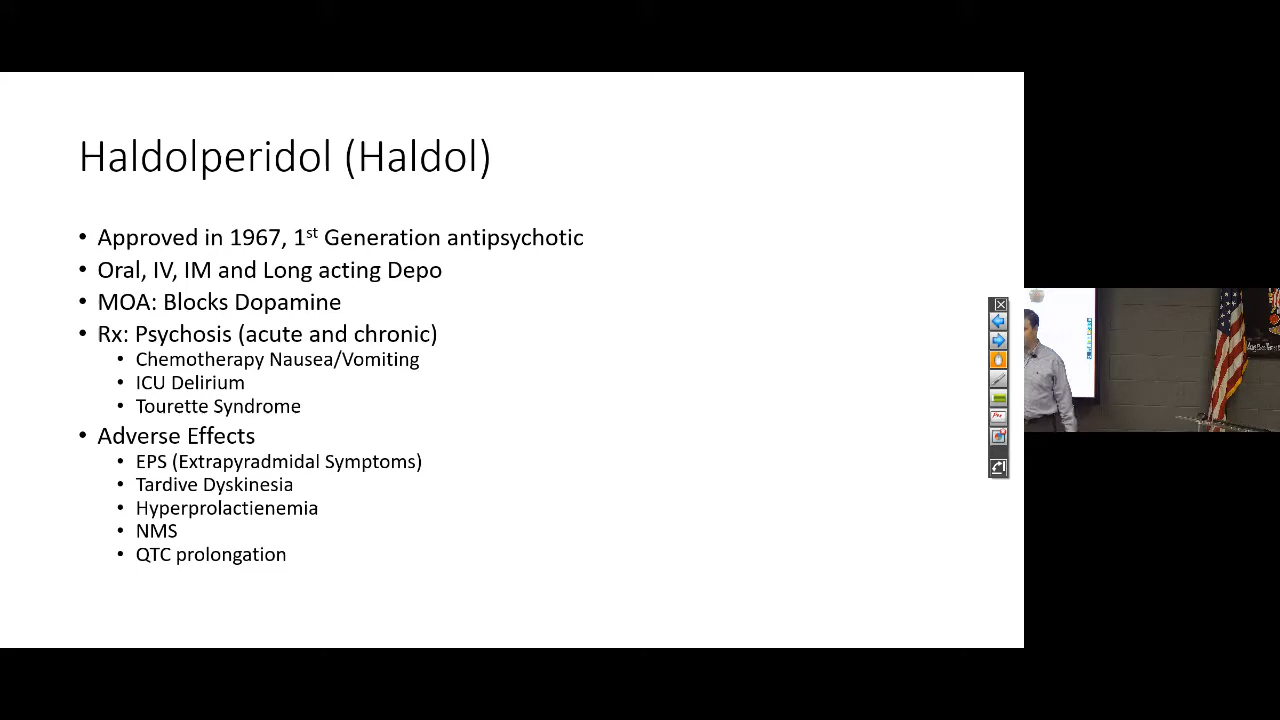 Haldolperidol (Haldol)
• Approved in 1967, 1st Generation antipsychotic
• Oral, IV, IM and Long acting Depo
• MOA: Blocks Dopamine
• Rx: Psychosis (acute and chronic)
• Chemotherapy Nausea/Vomiting
• ICU Delirium
• Tourette Syndrome
• Adverse Effects
• EPS (Extrapyradmidal Symptoms)
• Tardive Dyskinesia
• Hyperprolactienemia
• NMS
• QTC prolongation